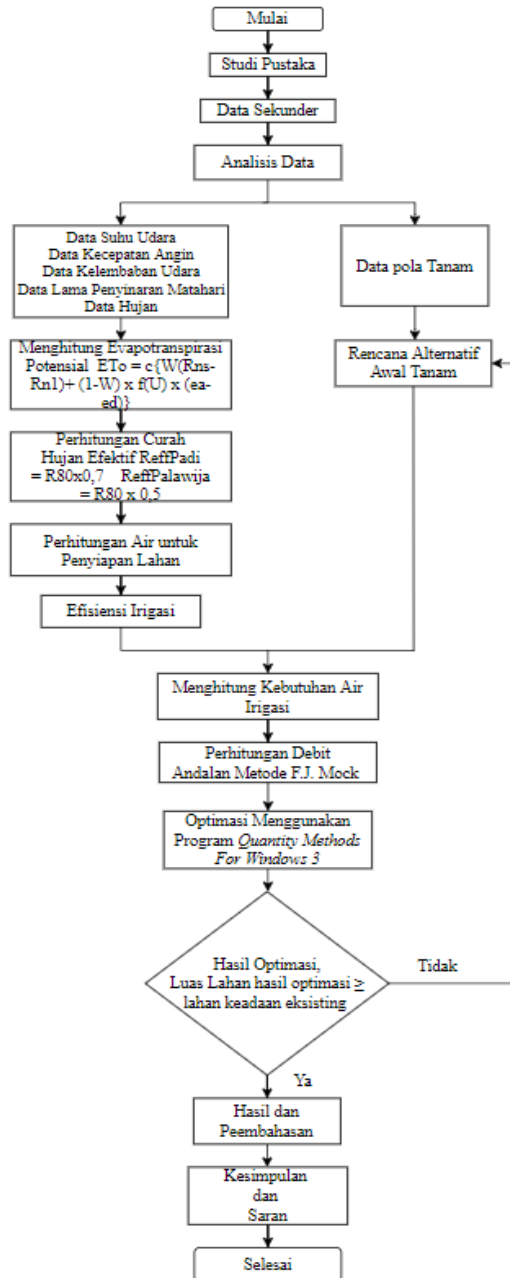 Mulai
Studi Pustaka
Data Sekunder
Analisis Data
Data Suhu Udara
Data Kecepatan Angin
Data Kelembaban Udara
Data Lama Penyinaran Matahari
Data Hujan
Data pola Tanam
Menghitung Evapotranspirasi
Potensial ETo = c{W(Rns-
Rn1)+ (1-W) x f(U) x (ea-
ed)}
Rencana Alternatif
Awal Tanam
Perhitungan Curah
Hujan Efektif ReffPadi
= R80x0,7 ReffPalawija
= R80 x 0,5
Perhitungan Air untuk
Penyiapan Lahan
Efisiensi Irigasi
Menghitung Kebutuhan Air
Irigasi
Perhitungan Debit
Andalan Metode F.J. Mock
Optimasi Menggunakan
Program Quantity Methods
For Windows 3
Hasil Optimasi,
Luas Lahan hasil optimasi ≥
lahan keadaan eksisting
Tidak
Ya
Hasil dan
Peembahasan
Kesimpulan
dan
Saran
Selesai